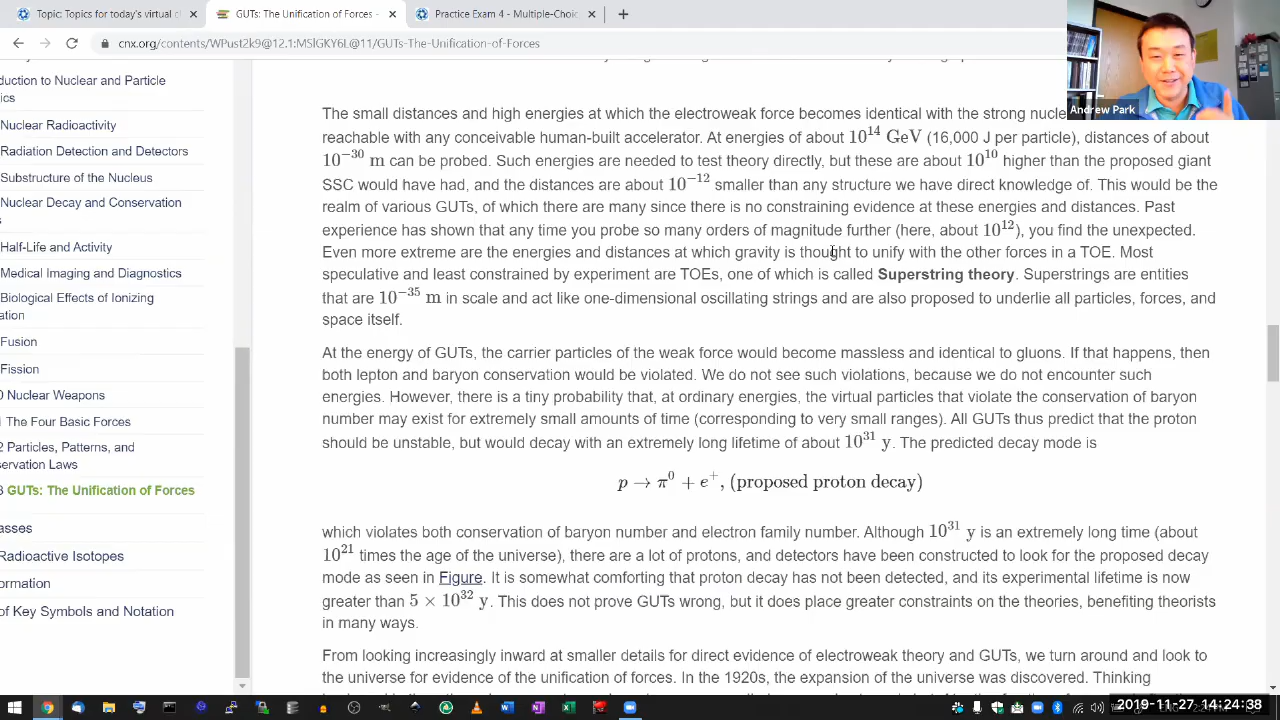 Topic: Topics for today's virtual cl
GUTs: The Unification of Forces -
Practice Exam 4 - Multiple-Choic
cnx.org/contents/WPust2k9@12.1:MSlGKY6L@11/GUTs-The-Unification-of-Forces
Andrew Park
oduction to Nuclear and Particle
ics
Nuclear Radioactivity
Radiation Detection and Detectors
Substructure of the Nucleus
Nuclear Decay and Conservation
Half-Life and Activity
Medical Imaging and Diagnostics
Biological Effects of Ionizing
ation
Fusion
Fission
0 Nuclear Weapons
The Four Basic Forces
2 Particles, Patterns, and
servation Laws
3 GUTs: The Unification of Forces
asses
Radioactive Isotopes
formation
of Key Symbols and Notation
The small distances and high energies at which the electroweak force becomes identical with the strong nucle
reachable with any conceivable human-built accelerator. At energies of about 10^14 GeV (16,000 J per particle), distances of about
10^−30 m can be probed. Such energies are needed to test theory directly, but these are about 10^10 higher than the proposed giant
SSC would have had, and the distances are about 10^−12 smaller than any structure we have direct knowledge of. This would be the
realm of various GUTs, of which there are many since there is no constraining evidence at these energies and distances. Past
experience has shown that any time you probe so many orders of magnitude further (here, about 10^12), you find the unexpected.
Even more extreme are the energies and distances at which gravity is thought to unify with the other forces in a TOE. Most
speculative and least constrained by experiment are TOEs, one of which is called Superstring theory. Superstrings are entities
that are 10^−35 m in scale and act like one-dimensional oscillating strings and are also proposed to underlie all particles, forces, and
space itself.
At the energy of GUTs, the carrier particles of the weak force would become massless and identical to gluons. If that happens, then
both lepton and baryon conservation would be violated. We do not see such violations, because we do not encounter such
energies. However, there is a tiny probability that, at ordinary energies, the virtual particles that violate the conservation of baryon
number may exist for extremely small amounts of time (corresponding to very small ranges). All GUTs thus predict that the proton
should be unstable, but would decay with an extremely long lifetime of about 10^31 y. The predicted decay mode is
p → π^0 + e^+, (proposed proton decay)
which violates both conservation of baryon number and electron family number. Although 10^31 y is an extremely long time (about
10^21 times the age of the universe), there are a lot of protons, and detectors have been constructed to look for the proposed decay
mode as seen in Figure. It is somewhat comforting that proton decay has not been detected, and its experimental lifetime is now
greater than 5 × 10^32 y. This does not prove GUTs wrong, but it does place greater constraints on the theories, benefiting theorists
in many ways.
From looking increasingly inward at smaller details for direct evidence of electroweak theory and GUTs, we turn around and look to
the universe for evidence of the unification of forces. In the 1920s, the expansion of the universe was discovered. Thinking
2019-11-27 14:24:38